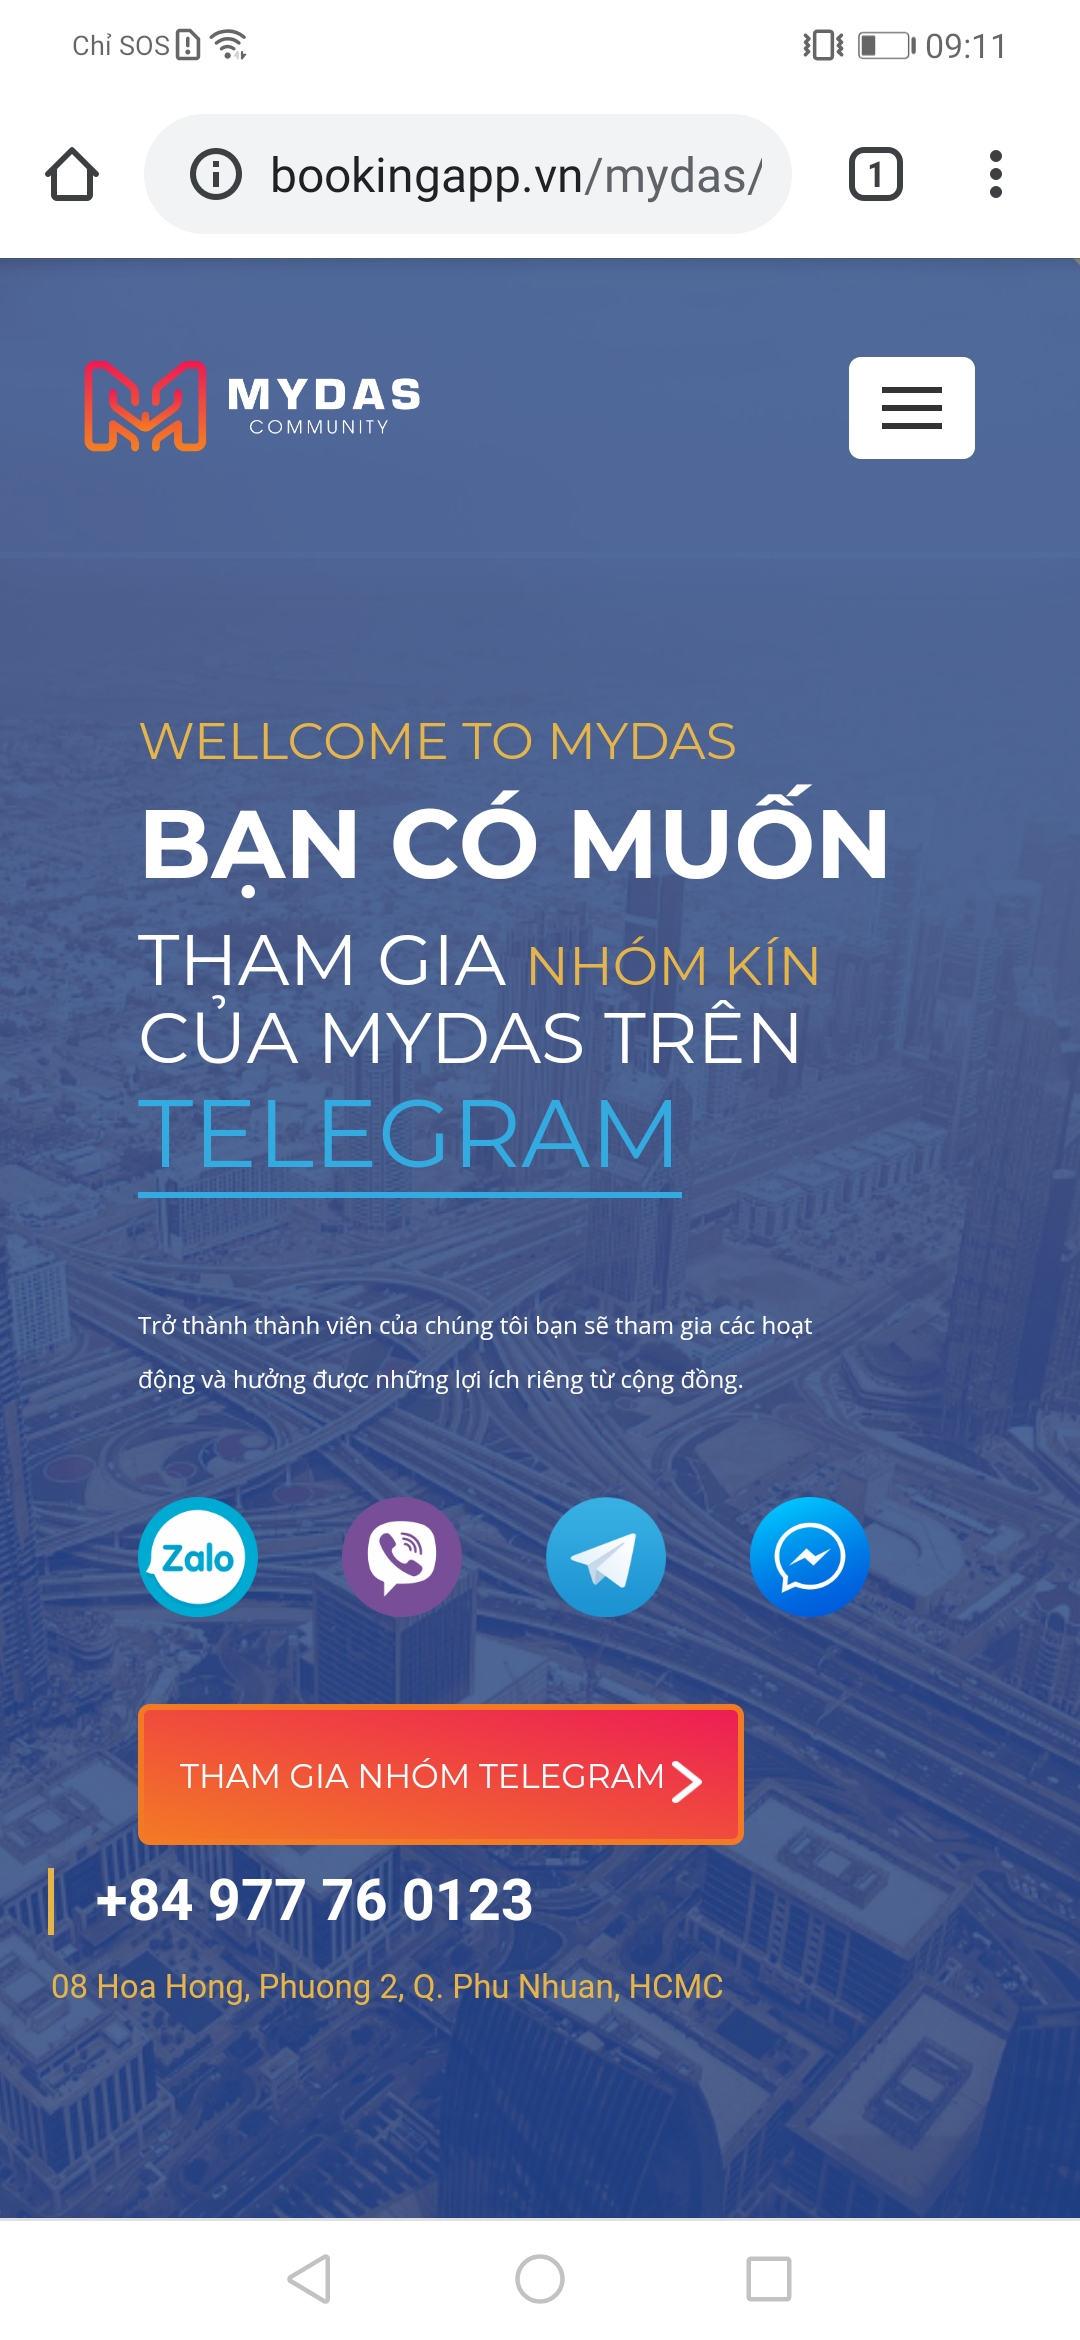 Chỉ SOS
09:11
bookingapp.vn/mydas/
1
MYDAS
COMMUNITY
WELLCOME TO MYDAS
BẠN CÓ MUỐN
THAM GIA NHÓM KÍN
CỦA MYDAS TRÊN
TELEGRAM
Trở thành thành viên của chúng tôi bạn sẽ tham gia các hoạt
động và hưởng được những lợi ích riêng từ cộng đồng.
Zalo
THAM GIA NHÓM TELEGRAM
+84 977 76 0123
08 Hoa Hong, Phuong 2, Q. Phu Nhuan, HCMC